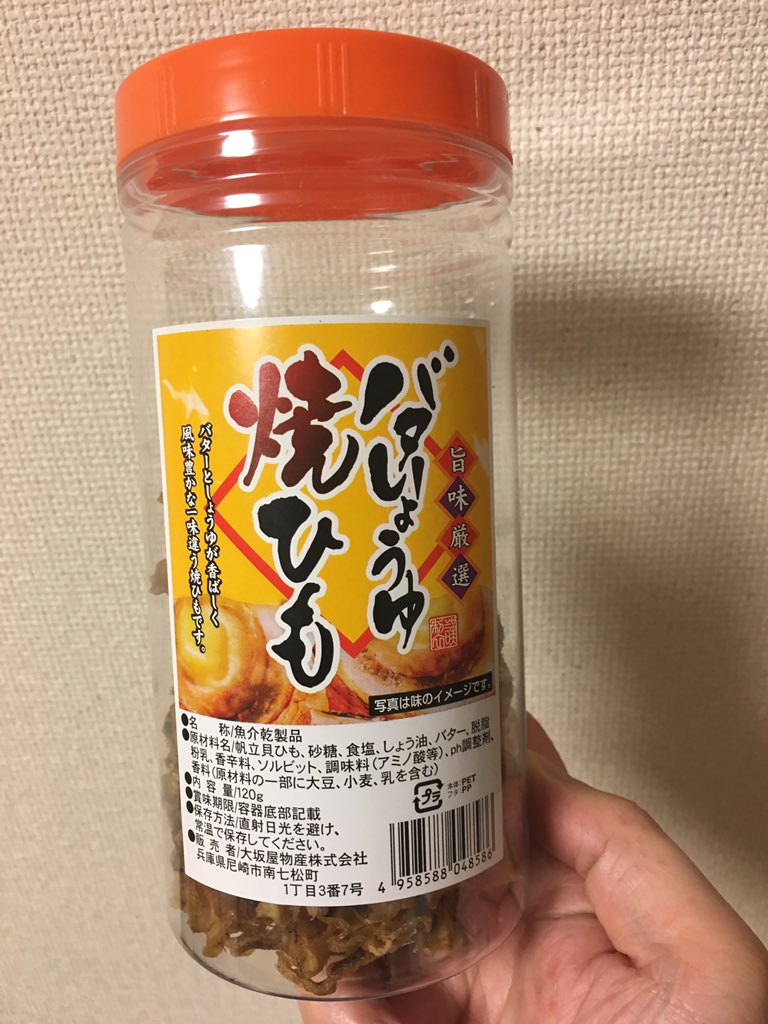 バターしょうゆ
焼ひも
旨味厳選
バターとしょうゆが香ばしく
風味豊かな一味違う焼ひもです。
写真は味のイメージです。
●名 称/魚介乾製品
●原材料名/帆立貝ひも、砂糖、食塩、しょう油、バター、脱脂
粉乳、香辛料、ソルビット、調味料(アミノ酸等)、ph調整剤、
香料(原材料の一部に大豆、小麦、乳を含む)
●内 容 量/120g
●賞味期限/容器底部記載
●保存方法/直射日光を避け、
常温で保存してください。
●販 売 者/大坂屋物産株式会社
兵庫県尼崎市南七松町
1丁目3番7号
プラ
本体:PET
フタ:PP
4 958588 048586